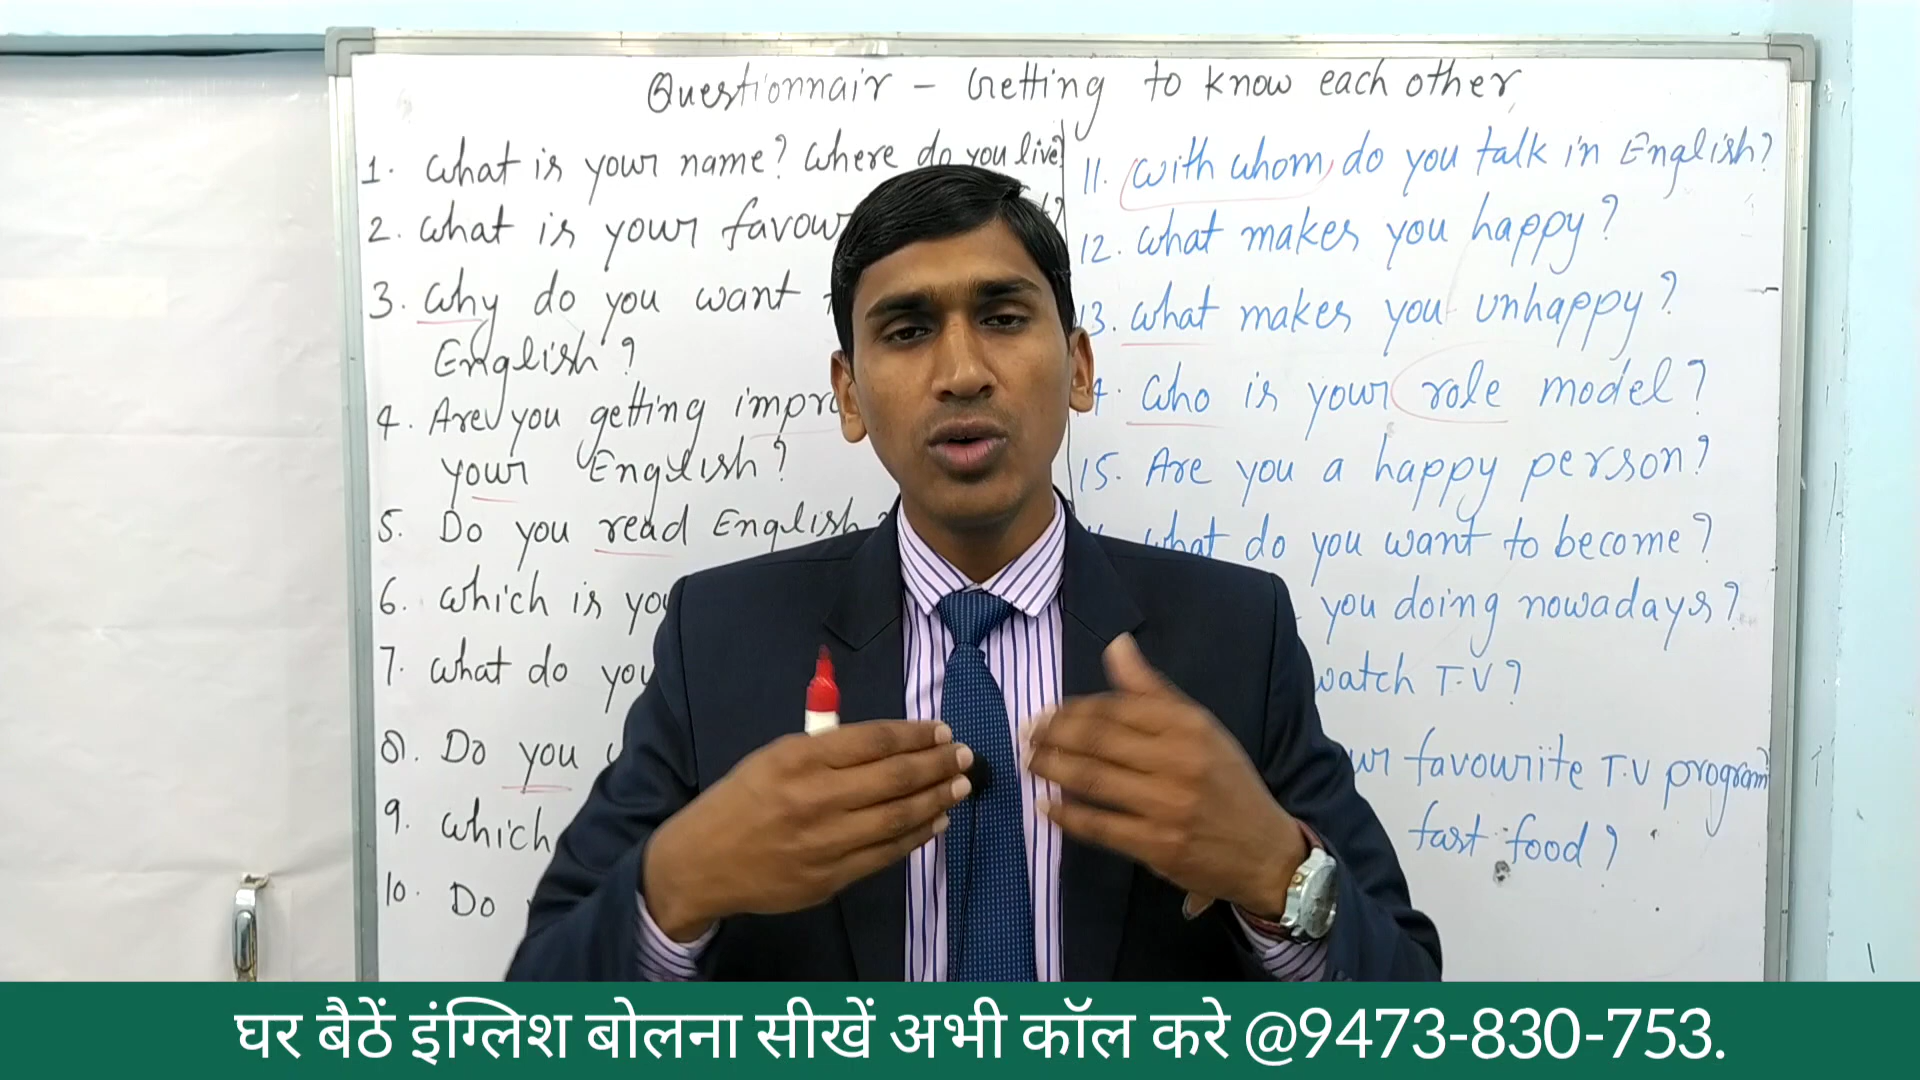 Questionnair - Getting to know each other
1. What is your name? Where do you live?
2. What is your
3. Why do you want
English?
4. Are you getting
your English?
5. Do you read English
6. which is
7. what do you
8. Do you
9. which
10. Do
11. with whom do you talk in English?
12. what makes you happy?
13. what makes you unhappy?
who is your role model?
15. Are you a happy person?
what do you want to become?
you doing nowadays?
watch T.V?
favouriite T.V program?
fast food?
घर बैठें इंग्लिश बोलना सीखें अभी कॉल करे @9473-830-753.